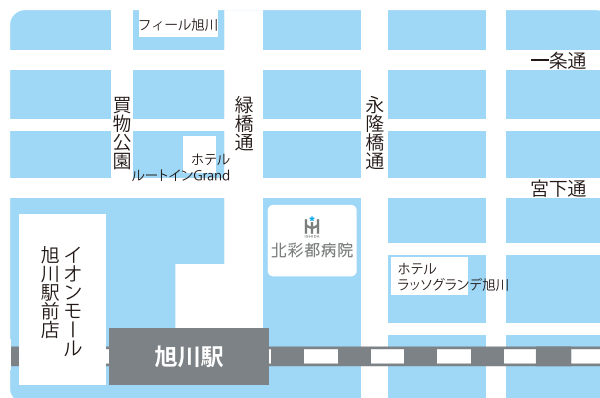 フィール旭川
一条通
買物公園
緑橋通
永隆橋通
ホテル
ルートインGrand
宮下通
北彩都病院
イオンモール
旭川駅前店
ホテル
ラッソグランデ旭川
旭川駅